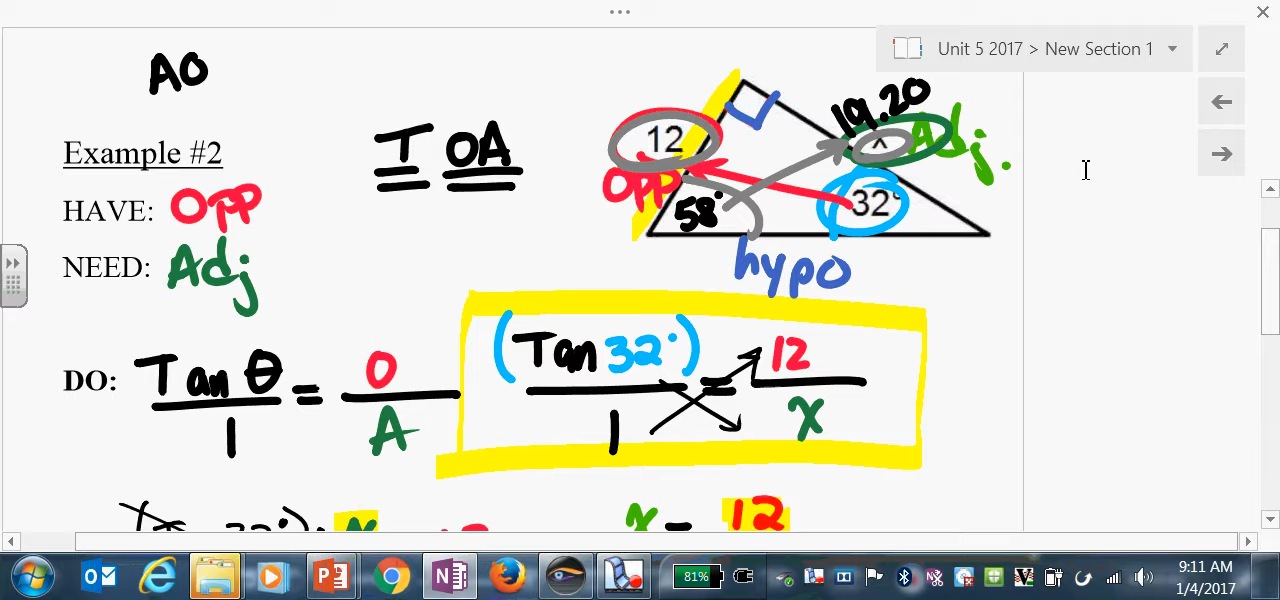 Unit 5 2017 > New Section 1
AO
19.20
Example #2
T OA
12
x
Adj.
HAVE: Opp
Opp
58°
32°
NEED: Adj
hypo
DO: Tan θ = O
1 A
(Tan 32°) = 12
1 x
x = 12
81%
9:11 AM
1/4/2017